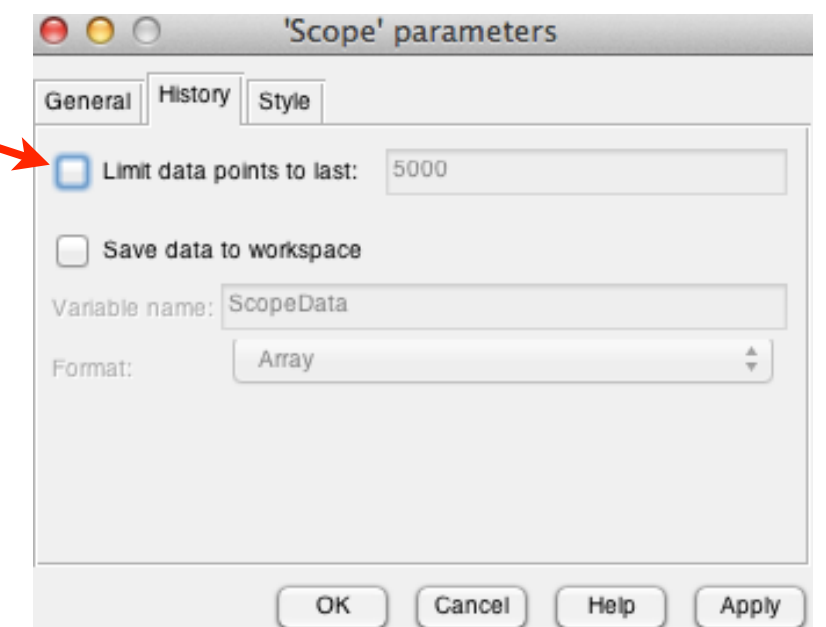 'Scope' parameters
General History Style
Limit data points to last: 5000
Save data to workspace
Variable name: ScopeData
Format: Array
OK Cancel Help Apply